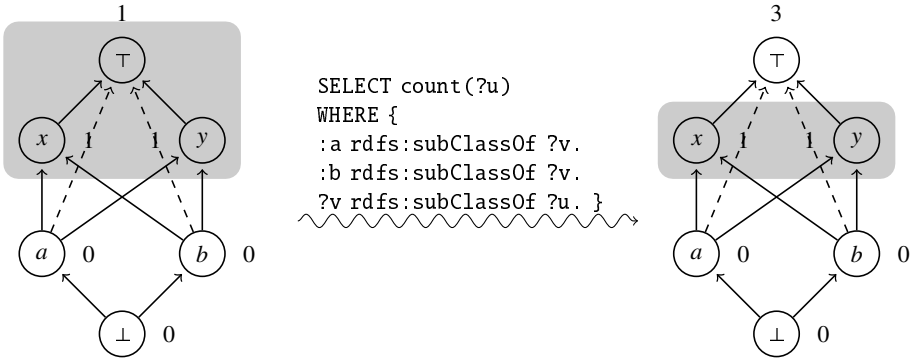 1 3
⊤ SELECT count(?u) ⊤
WHERE {
x 1 1 y :a rdfs:subClassOf ?v. x 1 1 y
:b rdfs:subClassOf ?v.
?v rdfs:subClassOf ?u. }
a 0 b 0 a 0 b 0
⊥ 0 ⊥ 0